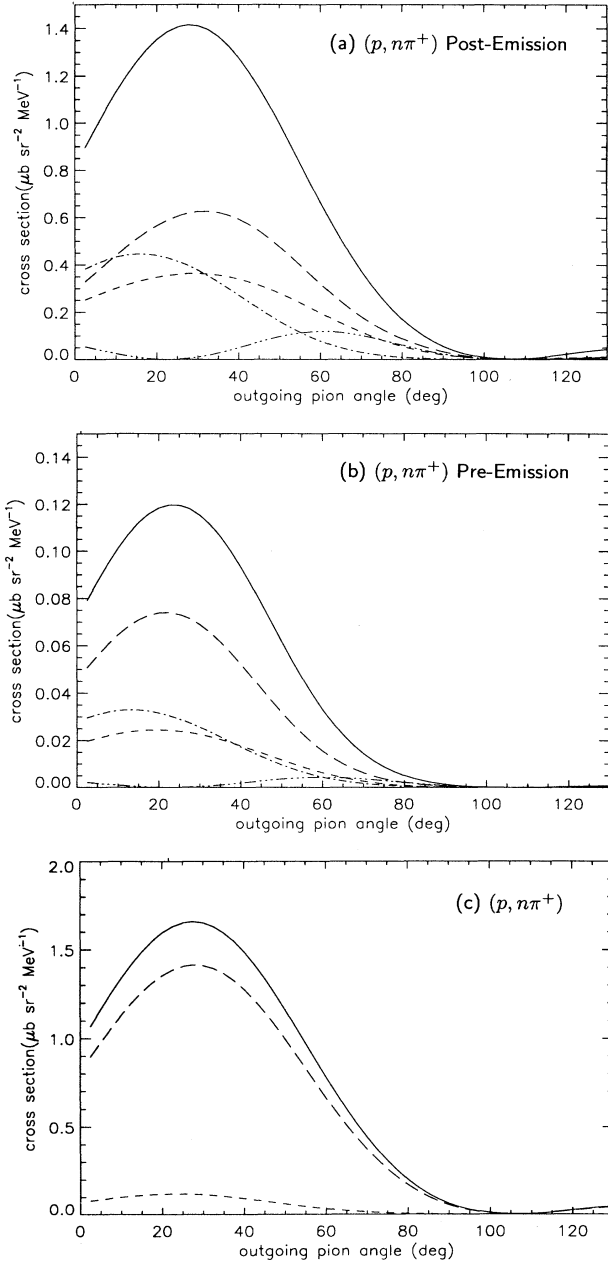 (a) (p, nπ⁺) Post-Emission
cross section(μb sr⁻² MeV⁻¹)
1.4
1.2
1.0
0.8
0.6
0.4
0.2
0.0
0 20 40 60 80 100 120
outgoing pion angle (deg)
(b) (p, nπ⁺) Pre-Emission
cross section(μb sr⁻² MeV⁻¹)
0.14
0.12
0.10
0.08
0.06
0.04
0.02
0.00
0 20 40 60 80 100 120
outgoing pion angle (deg)
(c) (p, nπ⁺)
cross section(μb sr⁻² MeV⁻¹)
2.0
1.5
1.0
0.5
0.0
0 20 40 60 80 100 120
outgoing pion angle (deg)